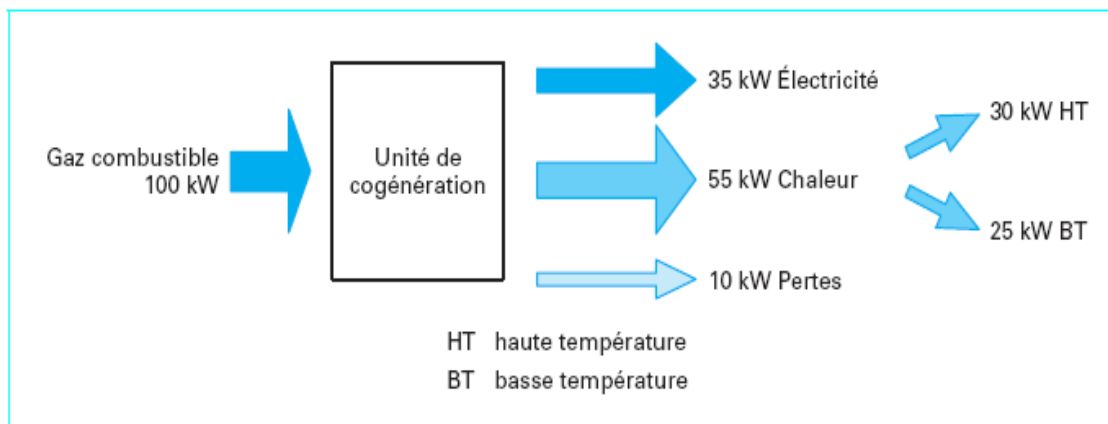 Gaz combustible
100 kW
Unité de
cogénération
35 kW Électricité
55 kW Chaleur
10 kW Pertes
30 kW HT
25 kW BT
HT haute température
BT basse température